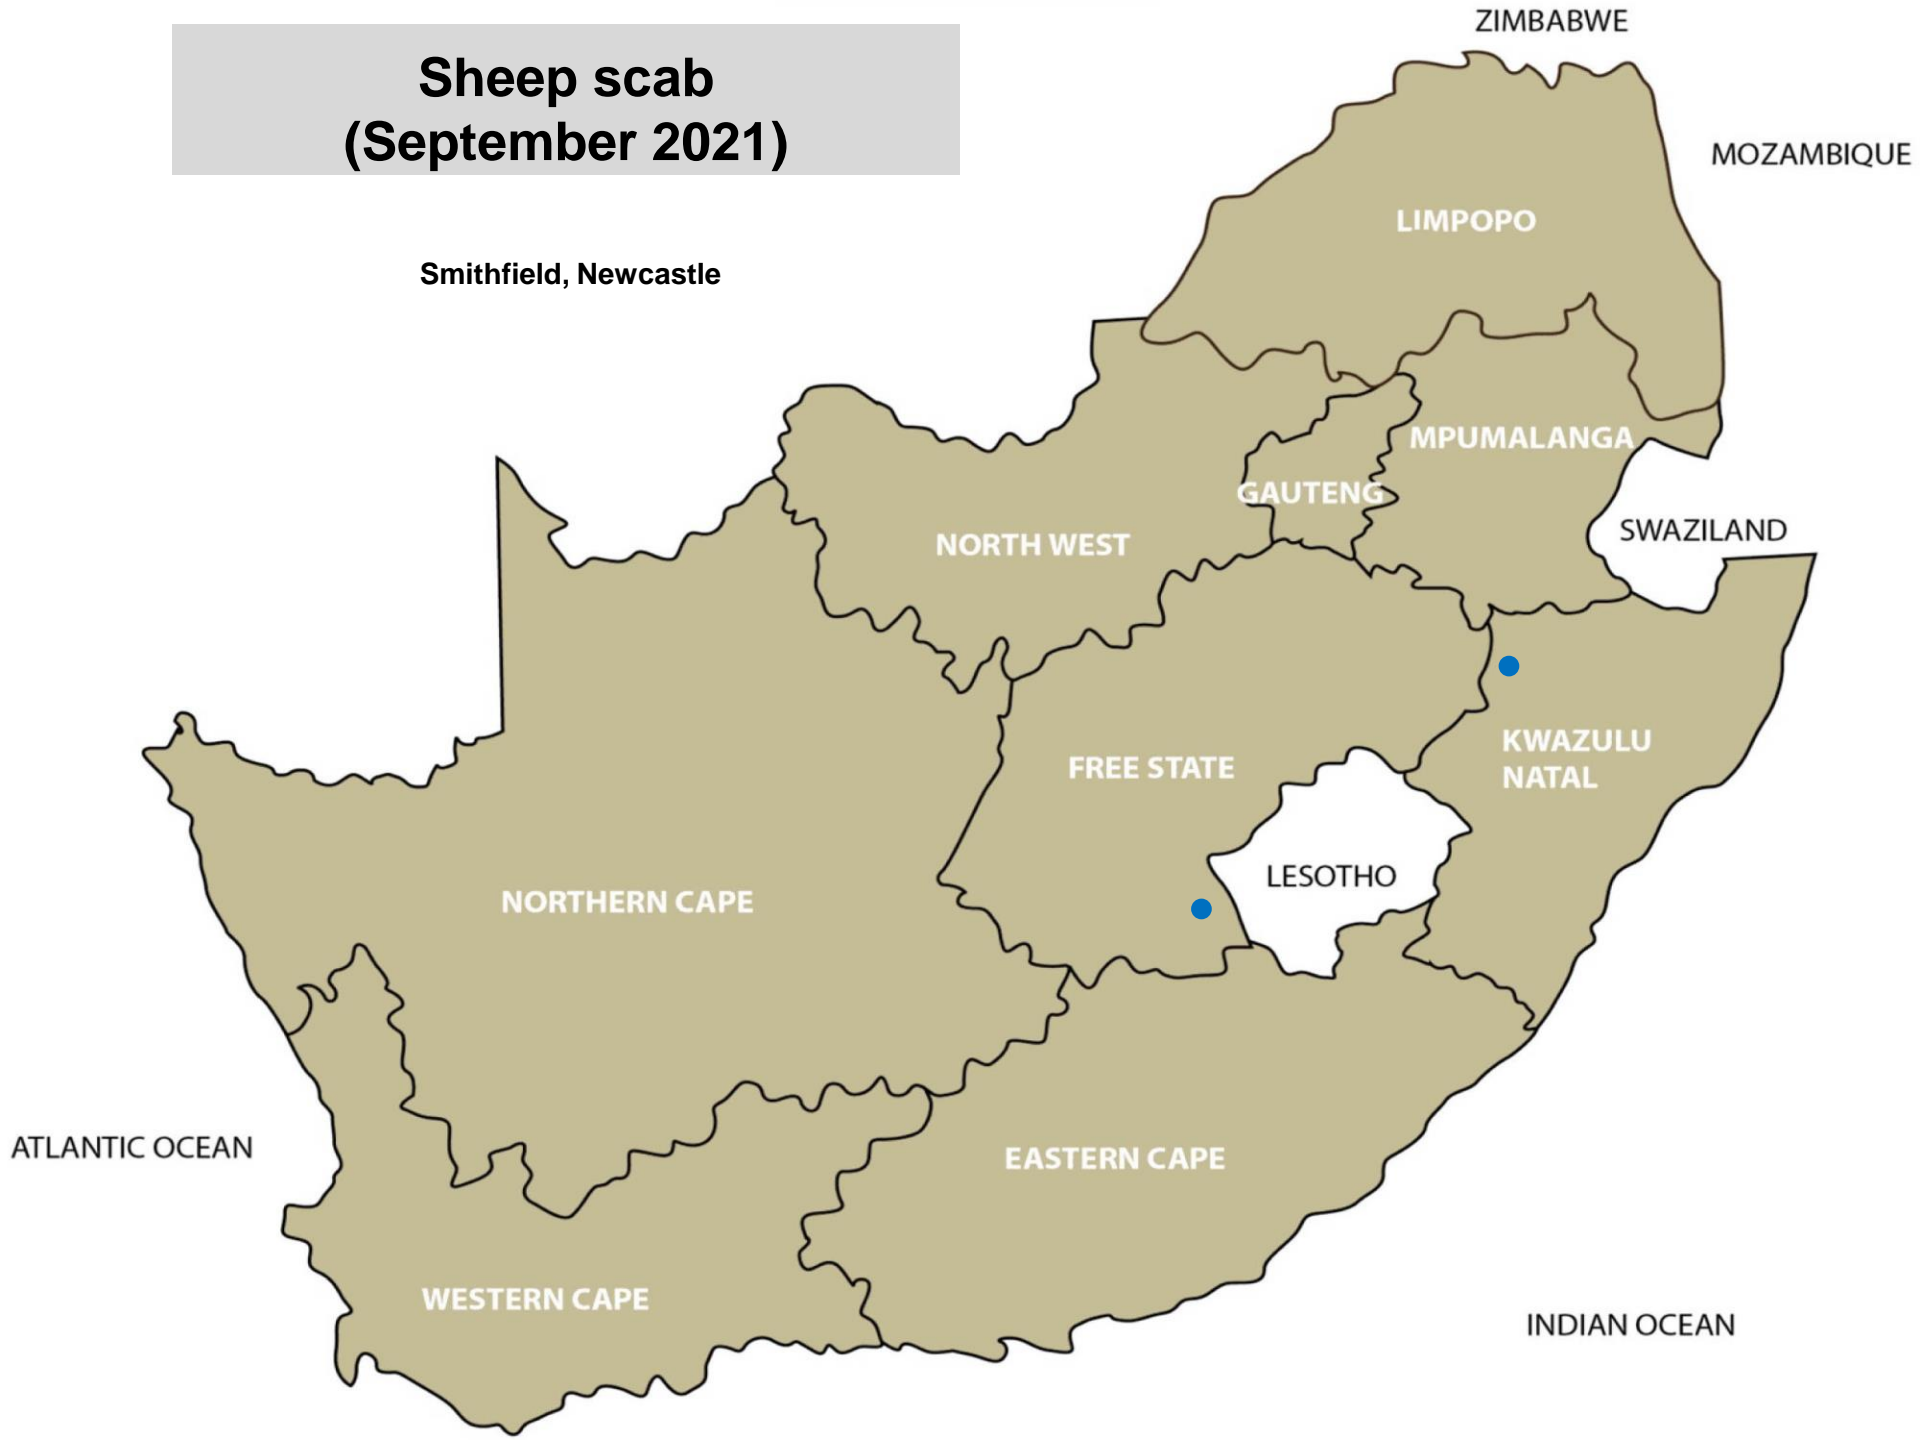 Sheep scab
(September 2021)
Smithfield, Newcastle
ZIMBABWE
MOZAMBIQUE
LIMPOPO
MPUMALANGA
GAUTENG
SWAZILAND
NORTH WEST
KWAZULU
NATAL
FREE STATE
LESOTHO
NORTHERN CAPE
ATLANTIC OCEAN
EASTERN CAPE
WESTERN CAPE
INDIAN OCEAN